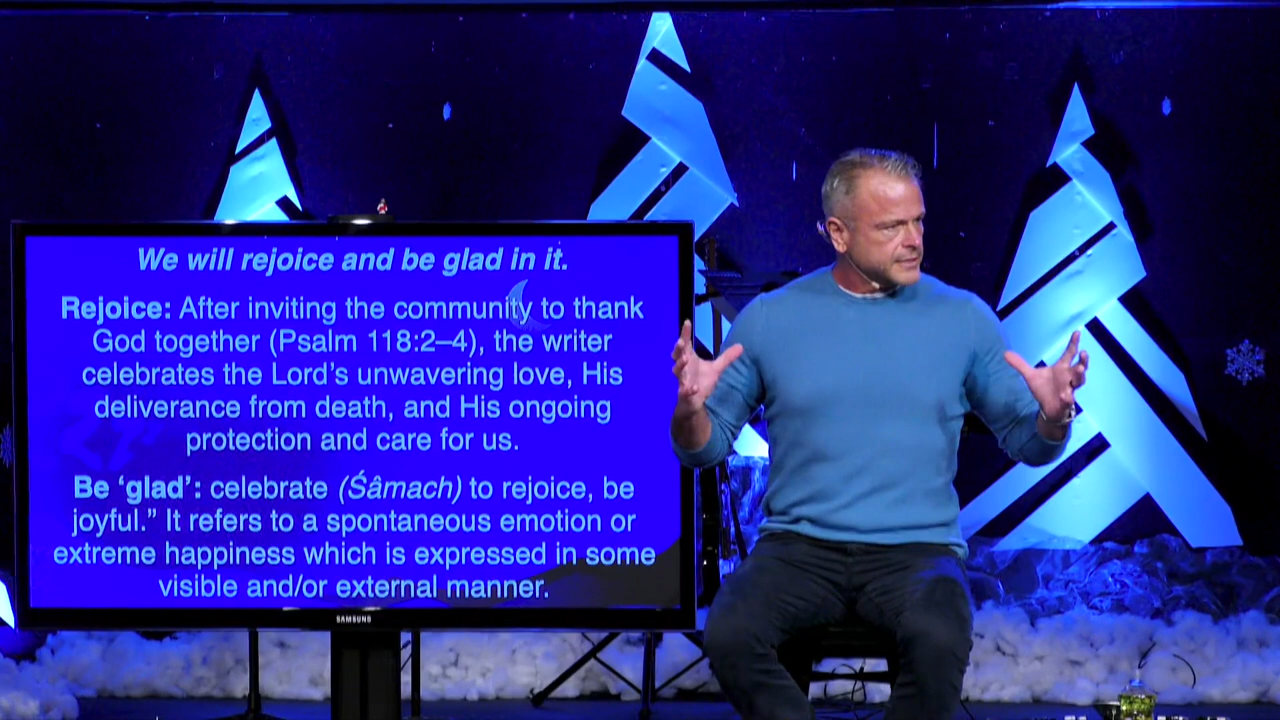 We will rejoice and be glad in it.
Rejoice: After inviting the community to thank
God together (Psalm 118:2–4), the writer
celebrates the Lord’s unwavering love, His
deliverance from death, and His ongoing
protection and care for us.
Be ‘glad’: celebrate (Śâmach) to rejoice, be
joyful.” It refers to a spontaneous emotion or
extreme happiness which is expressed in some
visible and/or external manner.
SAMSUNG